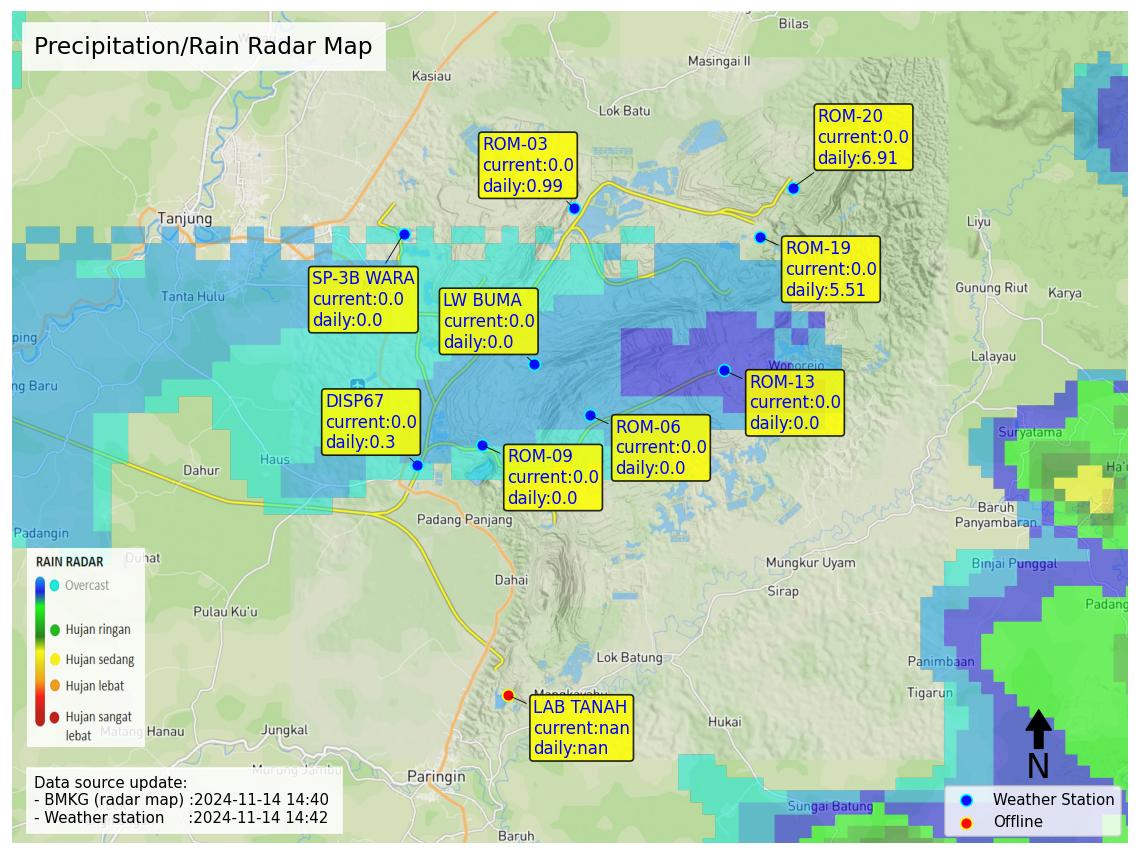 Precipitation/Rain Radar Map
Bilas
Masingai II
Kasiau
Lok Batu
ROM-20
current:0.0
daily:6.91
ROM-03
current:0.0
daily:0.99
Tanjung
Liyu
ROM-19
current:0.0
daily:5.51
SP-3B WARA
current:0.0
daily:0.0
Tanta Hulu
LW BUMA
current:0.0
daily:0.0
Gunung Riut
Karya
ping
Lalayau
Wonorejo
ng Baru
ROM-13
current:0.0
daily:0.0
DISP67
current:0.0
daily:0.3
ROM-06
current:0.0
daily:0.0
Suryatama
ROM-09
current:0.0
daily:0.0
Haus
Dahur
Baruh
Panyambaran
Padang Panjang
Padangin
Mungkur Uyam
Binjai Punggal
Dahai
Sirap
Padang
Pulau Ku'u
RAIN RADAR
Overcast
Hujan ringan
Hujan sedang
Hujan lebat
Hujan sangat
lebat
Lok Batung
Panimbaan
Tigarun
LAB TANAH
current:nan
daily:nan
Hukai
Jungkal
N
Paringin
Data source update:
- BMKG (radar map) :2024-11-14 14:40
- Weather station :2024-11-14 14:42
Sungai Batung
Weather Station
Offline
Baruh